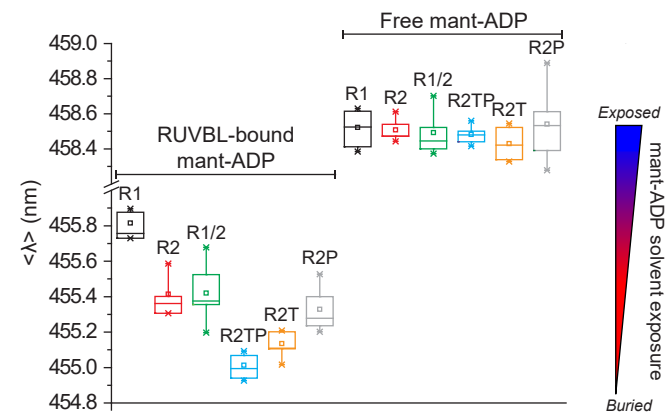 Free mant-ADP
R1
R2
R1/2
R2TP
R2T
R2P
RUVBL-bound
mant-ADP
R1
R2
R1/2
R2TP
R2T
R2P
459.0
458.8
458.6
458.4
455.8
455.6
455.4
455.2
455.0
454.8
<λ> (nm)
Exposed
mant-ADP solvent exposure
Buried